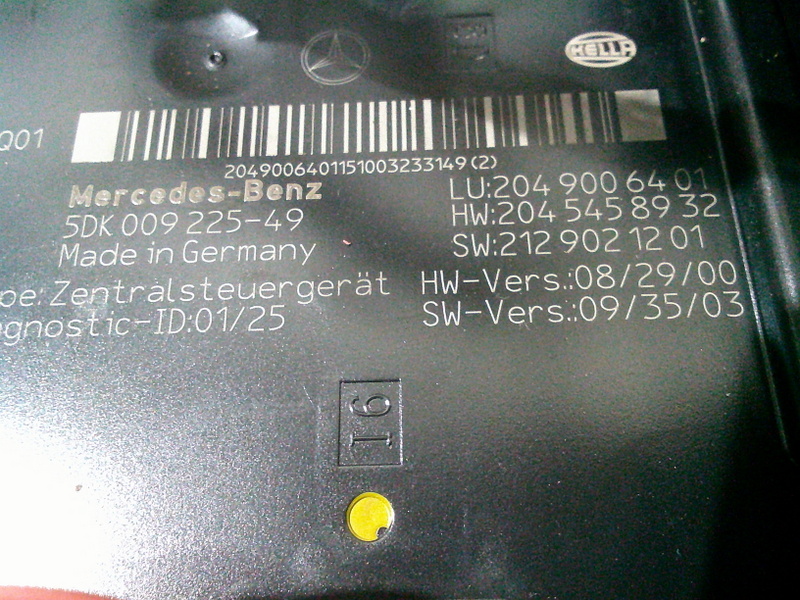 HELLA
Q01
2049006401151003233149(2)
Mercedes-Benz
LU:204 900 64 01
5DK 009 225-49
HW:204 545 89 32
Made in Germany
SW:212 902 12 01
pe: Zentralsteuergerät
HW-Vers.:08/29/00
gnostic-ID:01/25
SW-Vers.:09/35/03
16